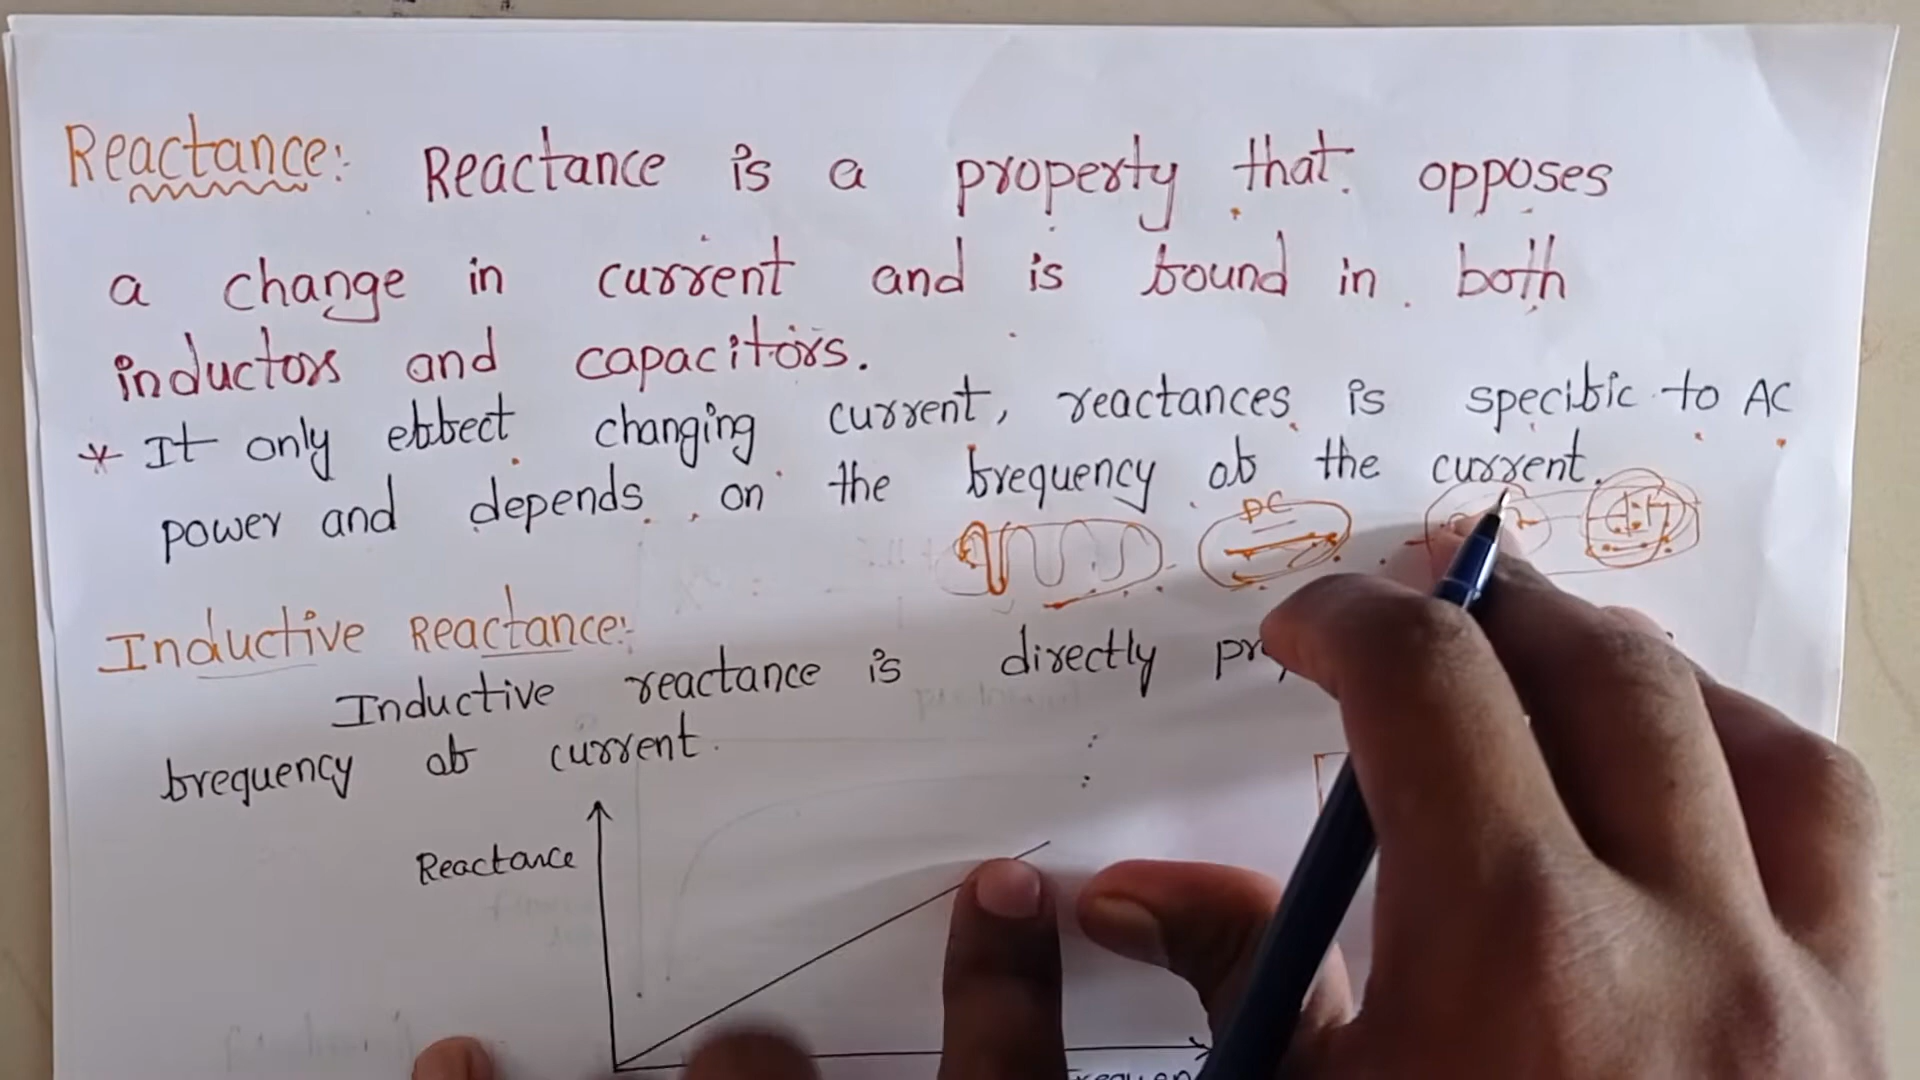 Reactance: Reactance is a property that opposes
a change in current and is found in both
inductors and capacitors.
* It only effect changing current, reactances is specific to AC
power and depends on the frequency of the current.
DC
Inductive Reactance:
Inductive reactance is directly
frequency of current.
Reactance